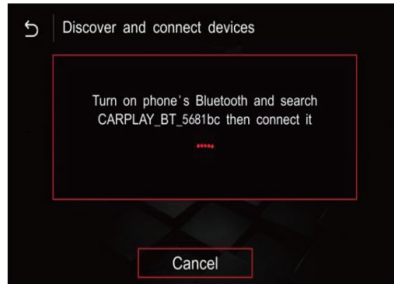 Discover and connect devices
Turn on phone's Bluetooth and search
CARPLAY_BT_5681bc then connect it
Cancel